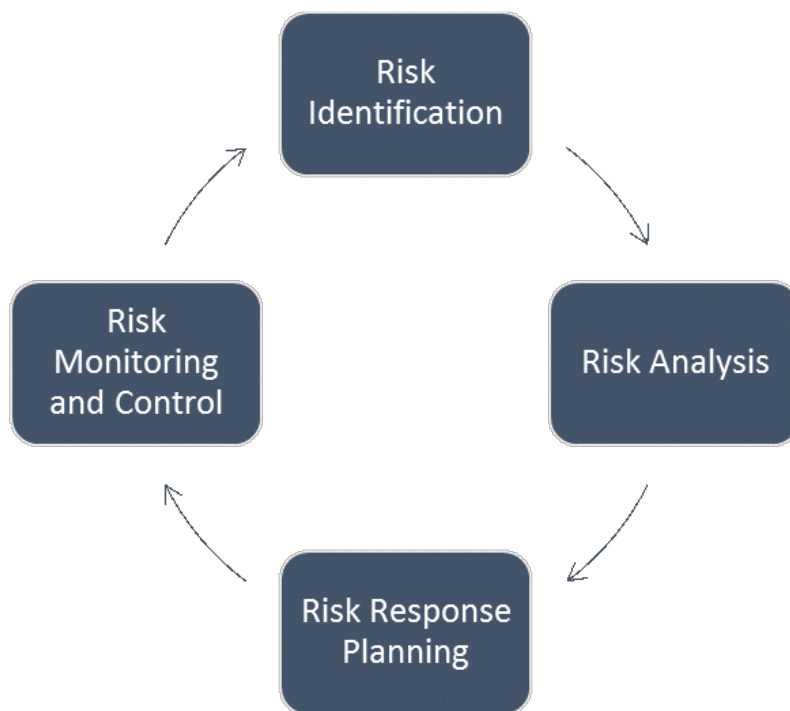 Risk
Identification
Risk Analysis
Risk Response
Planning
Risk
Monitoring
and Control